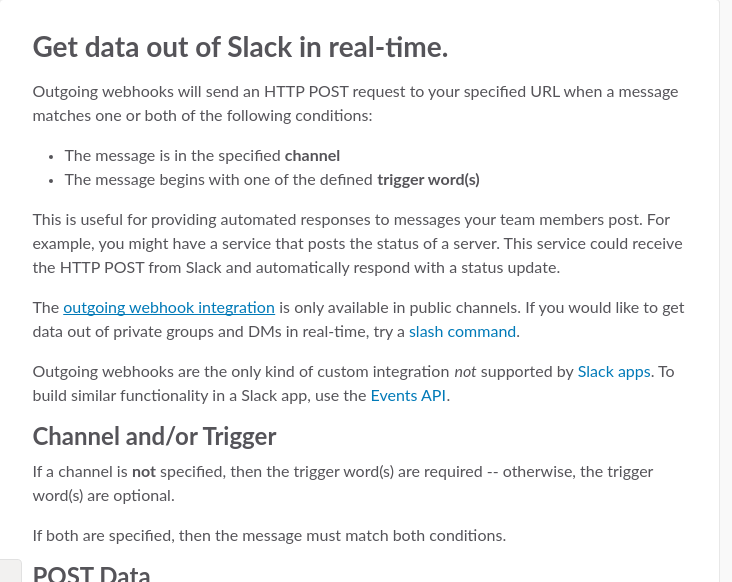 Get data out of Slack in real-time.
Outgoing webhooks will send an HTTP POST request to your specified URL when a message
matches one or both of the following conditions:
• The message is in the specified channel
• The message begins with one of the defined trigger word(s)
This is useful for providing automated responses to messages your team members post. For
example, you might have a service that posts the status of a server. This service could receive
the HTTP POST from Slack and automatically respond with a status update.
The outgoing webhook integration is only available in public channels. If you would like to get
data out of private groups and DMs in real-time, try a slash command.
Outgoing webhooks are the only kind of custom integration not supported by Slack apps. To
build similar functionality in a Slack app, use the Events API.
Channel and/or Trigger
If a channel is not specified, then the trigger word(s) are required -- otherwise, the trigger
word(s) are optional.
If both are specified, then the message must match both conditions.
POST Data